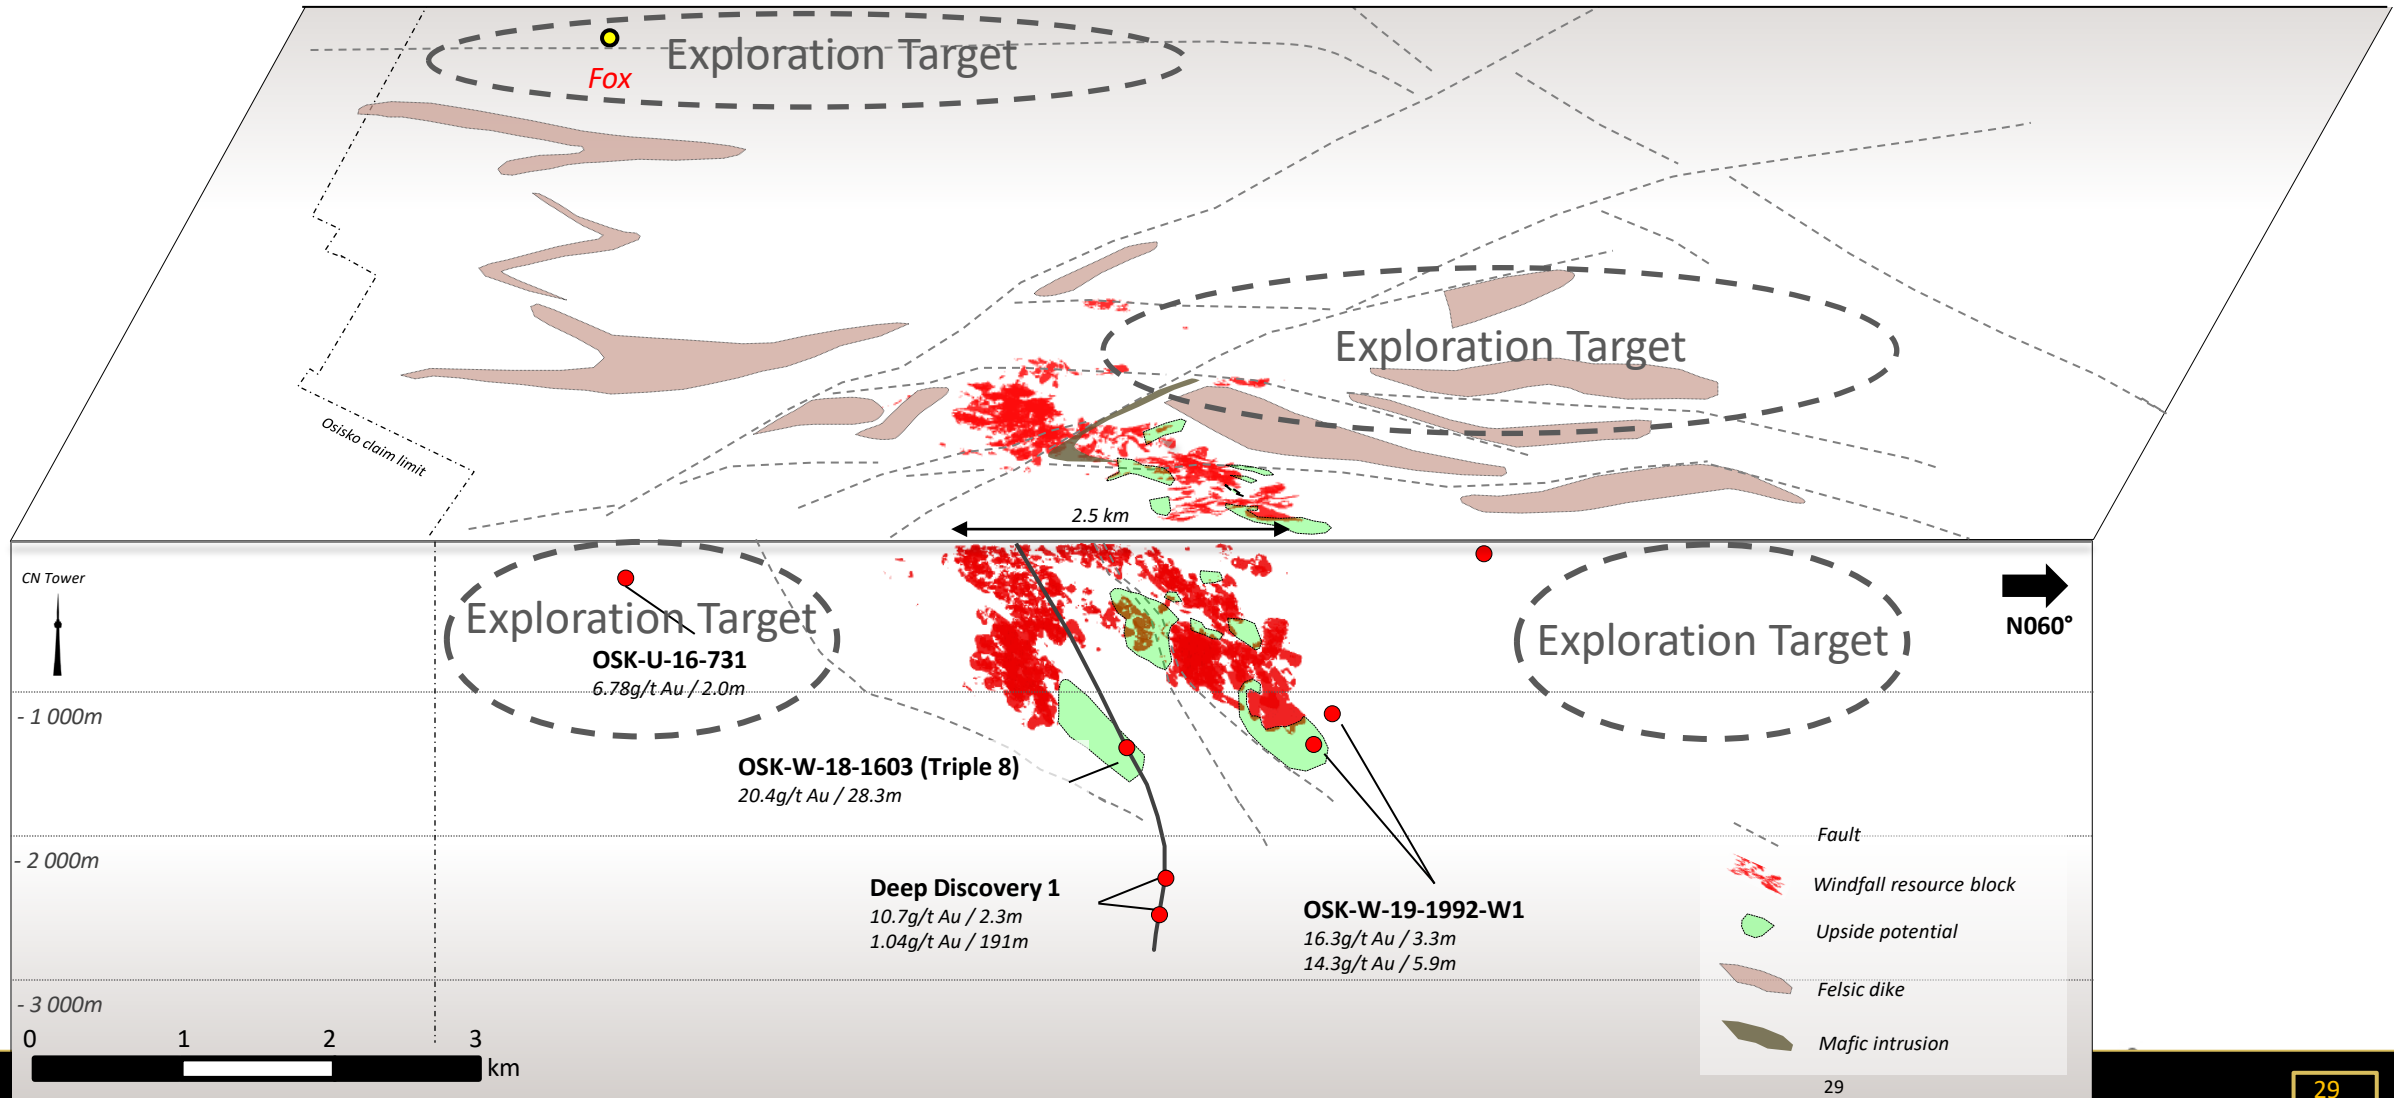 Exploration Target
Fox
Exploration Target
Osisko claim limit
2.5 km
CN Tower
Exploration Target
OSK-U-16-731
6.78g/t Au / 2.0m
Exploration Target
N060°
- 1 000m
OSK-W-18-1603 (Triple 8)
20.4g/t Au / 28.3m
- 2 000m
Deep Discovery 1
10.7g/t Au / 2.3m
1.04g/t Au / 191m
OSK-W-19-1992-W1
16.3g/t Au / 3.3m
14.3g/t Au / 5.9m
Fault
Windfall resource block
Upside potential
Felsic dike
Mafic intrusion
- 3 000m
0 1 2 3
km
29
29